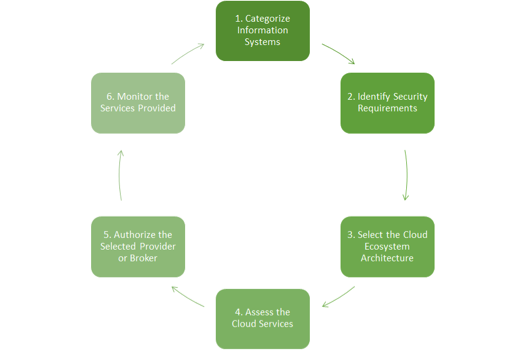 1. Categorize
Information
Systems
2. Identify Security
Requirements
3. Select the Cloud
Ecosystem
Architecture
4. Assess the
Cloud Services
5. Authorize the
Selected Provider
or Broker
6. Monitor the
Services Provided